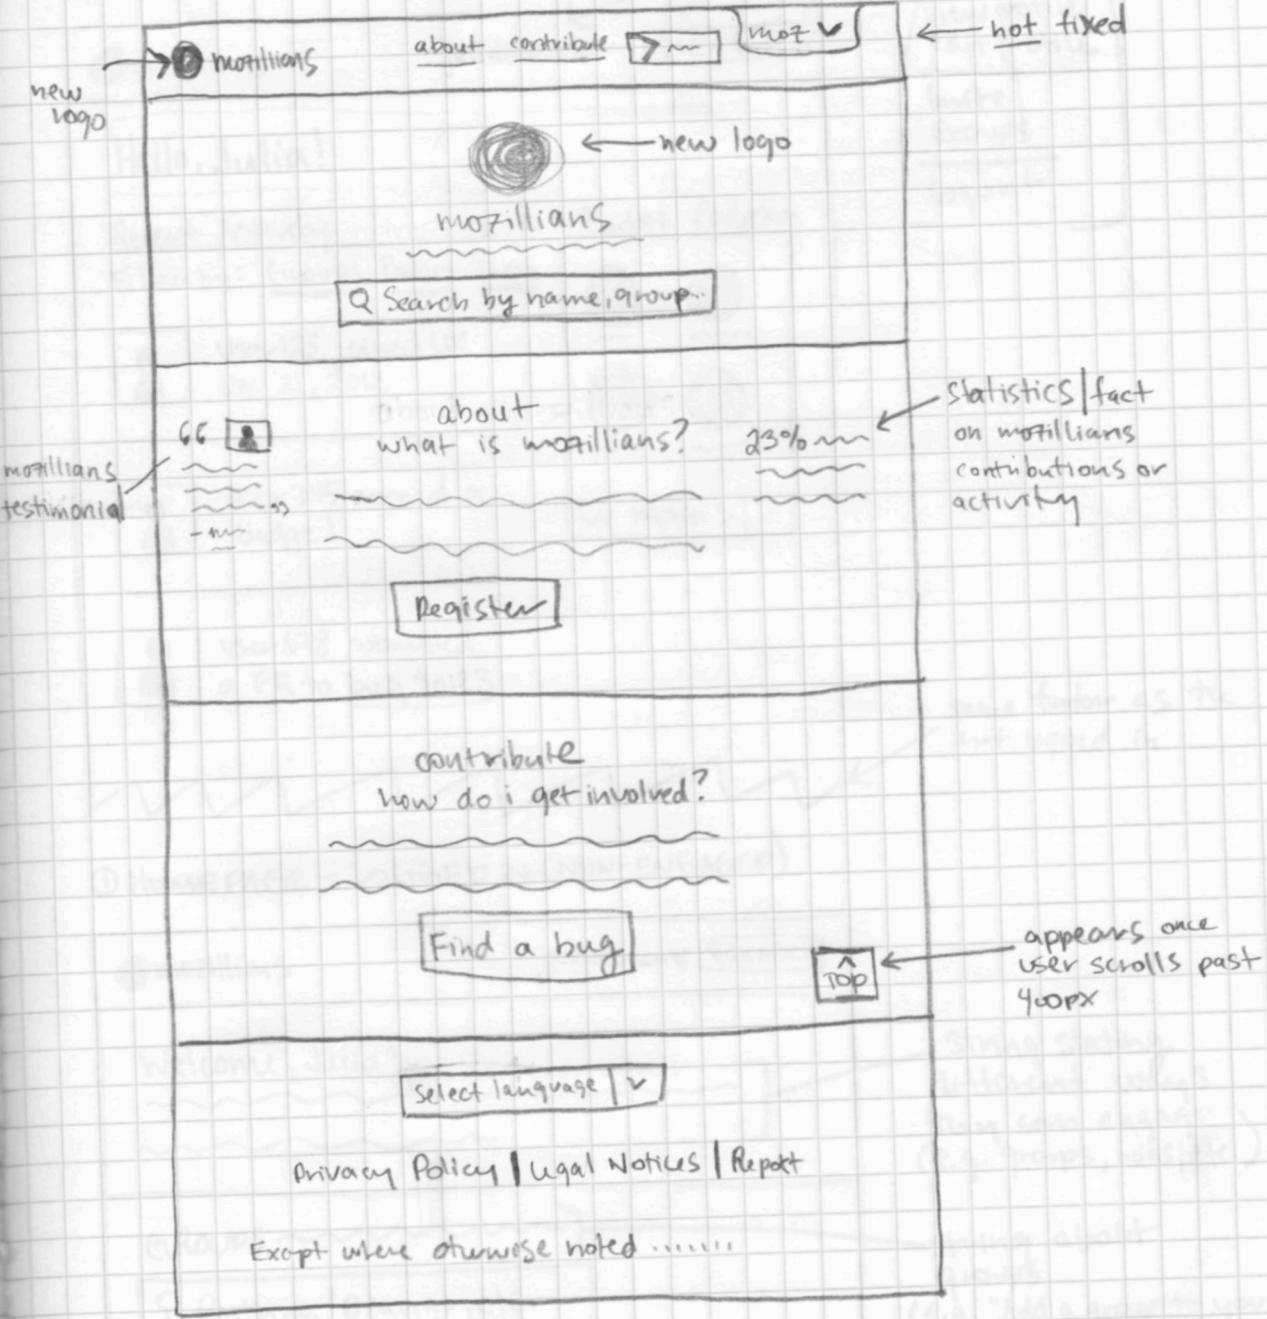 mozillians about contribute moz
not fixed
new
logo
new logo
mozillians
Search by name, group...
about
what is mozillians?
23%
Statistics | fact
on mozillians
contributions or
activity
mozillians
testimonial
Register
contribute
how do i get involved?
Find a bug
^
TOP
appears once
user scrolls past
400px
Select language
Privacy Policy | Legal Notices | Report
Except where otherwise noted .......